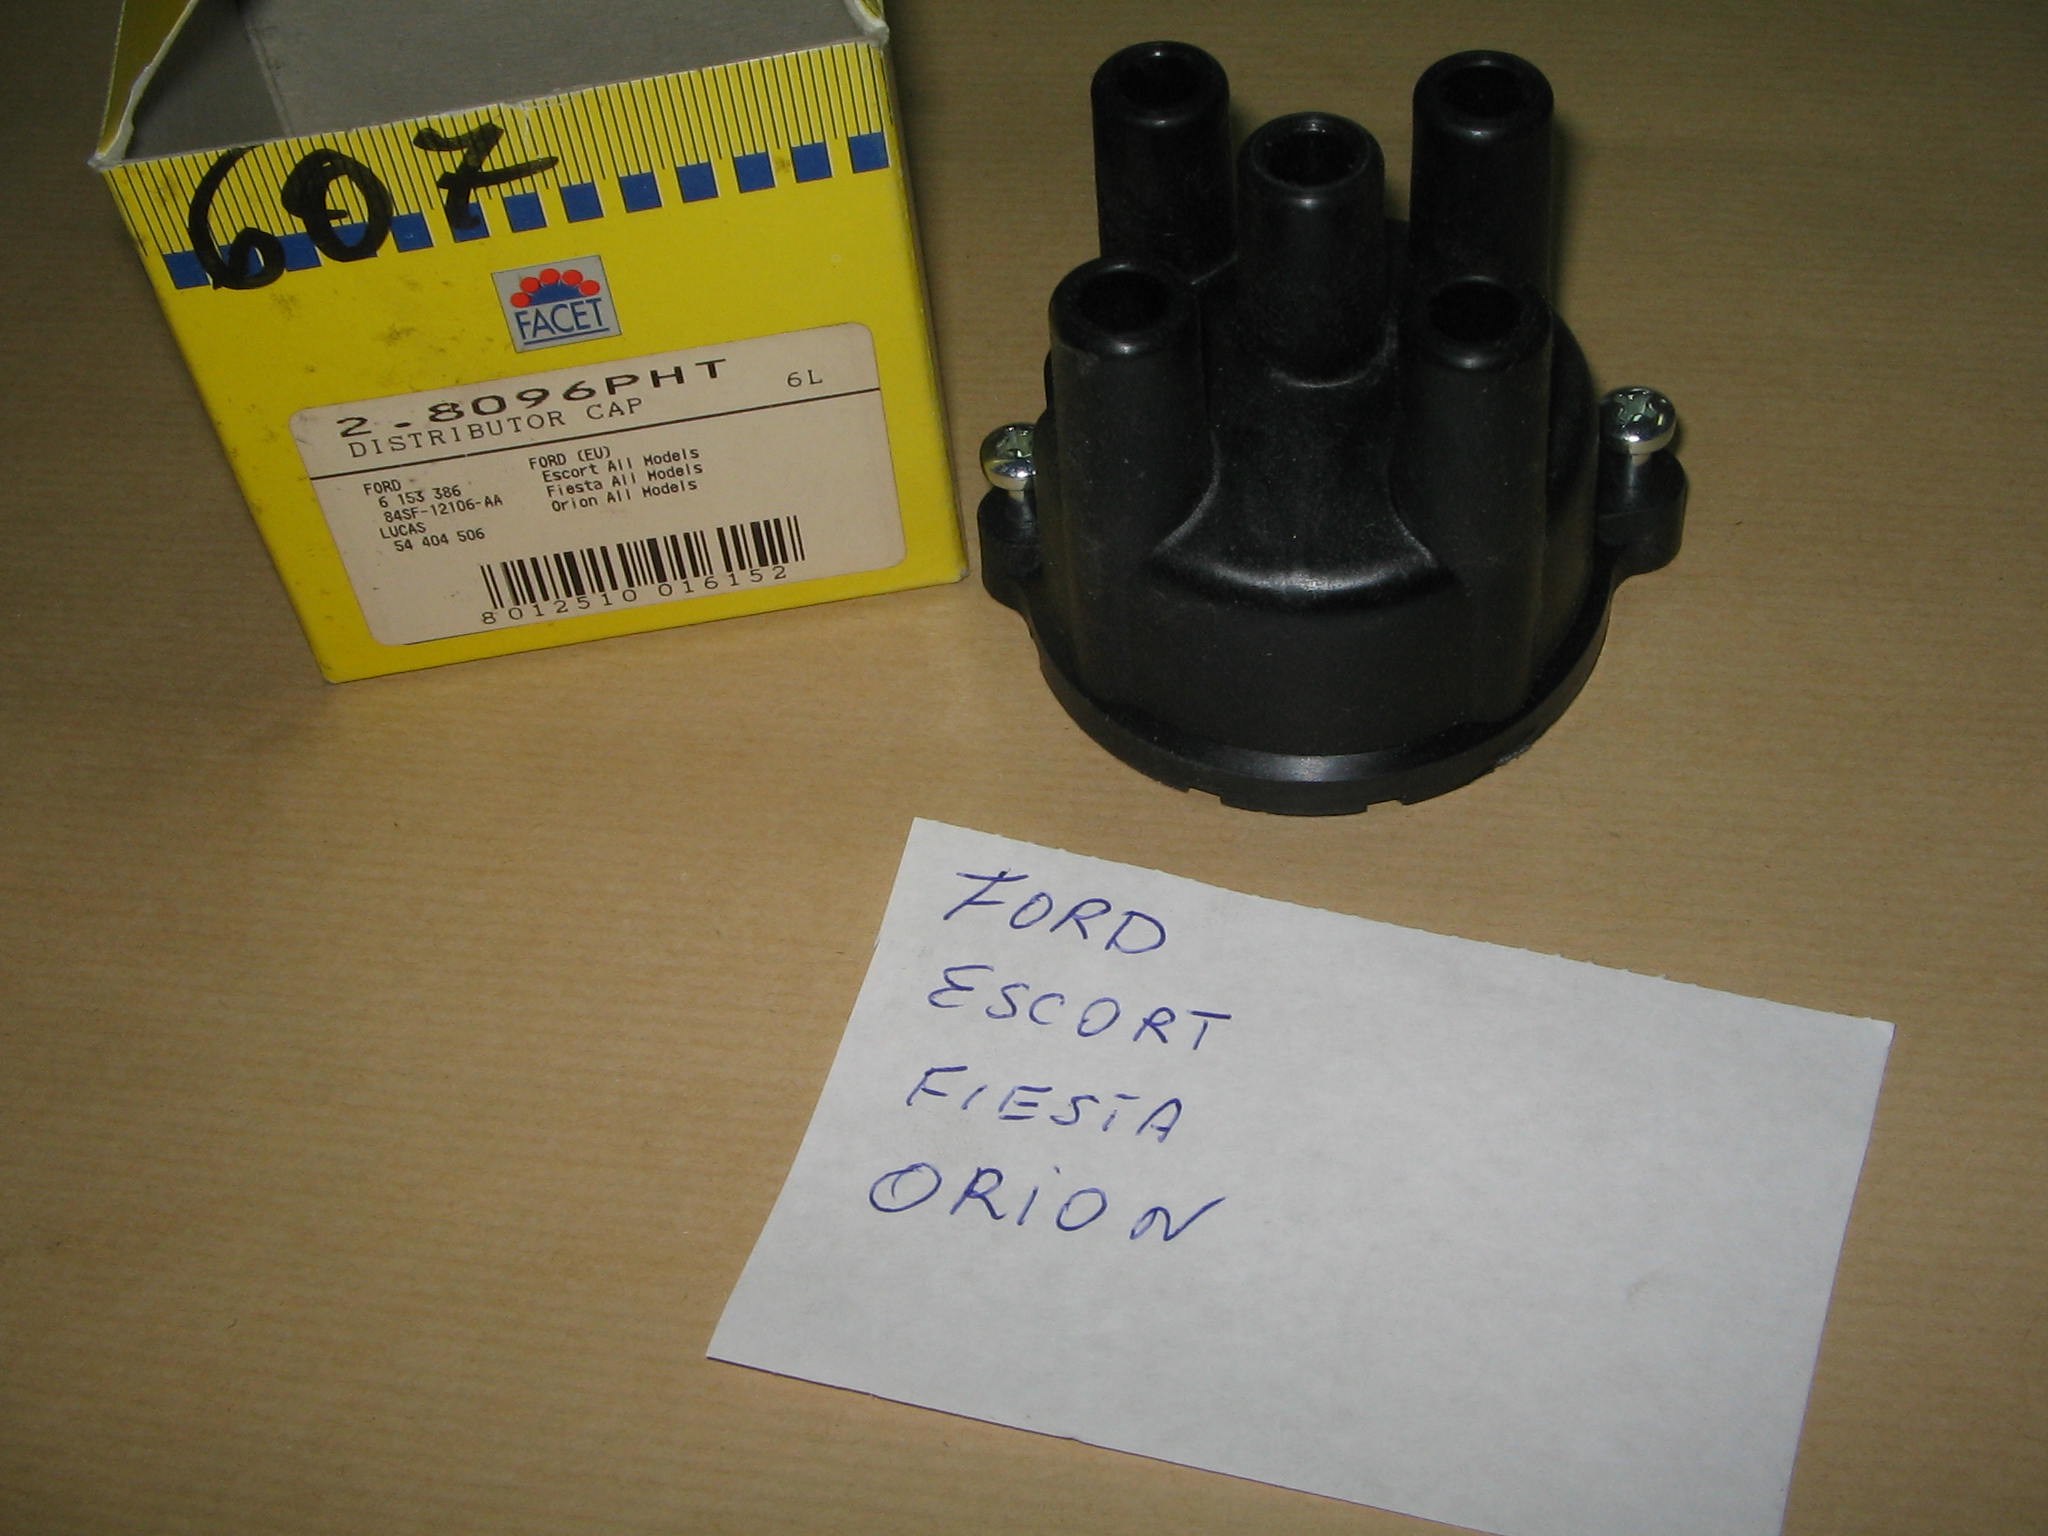 607
FACET
2.8096PHT 6L
DISTRIBUTOR CAP
FORD
6 153 386
84SF-12106-AA
LUCAS
54 404 506
FORD (EU)
Escort All Models
Fiesta All Models
Orion All Models
8 012510 016152
FORD
ESCORT
FIESTA
ORION